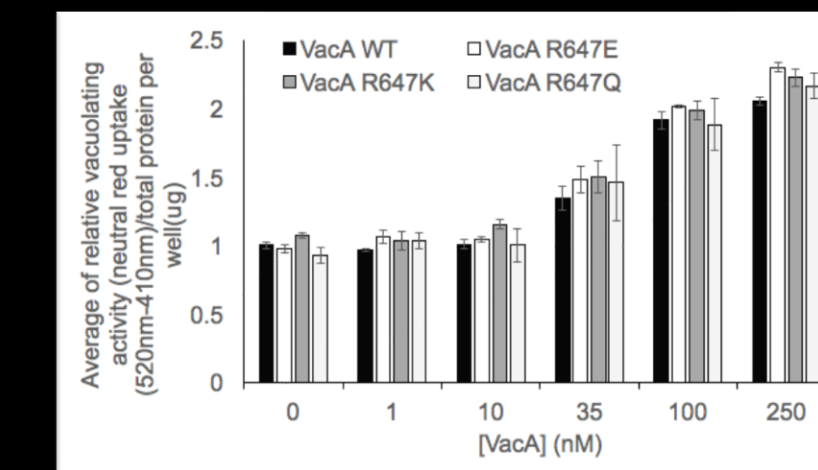 Average of relative vacuolating
activity (neutral red uptake
(520nm-410nm)/total protein per
well(ug)
2.5
2
1.5
1
0.5
0
VacA WT
VacA R647E
VacA R647K
VacA R647Q
0 1 10 35 100 250
[VacA] (nM)